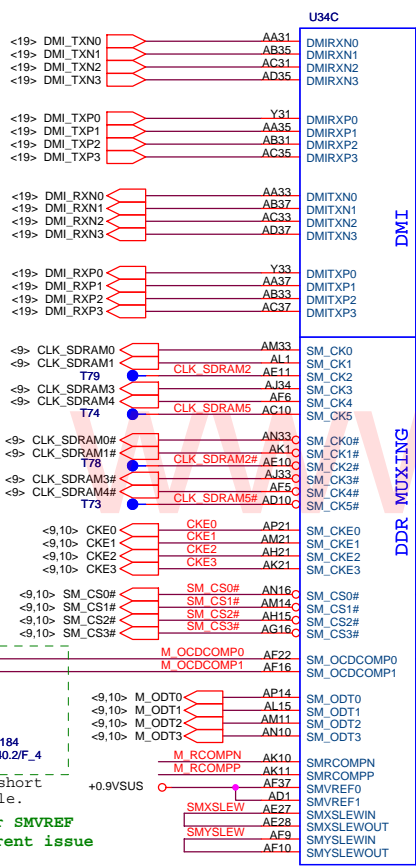 U34C
<19> DMI_TXN0 AA31 DMIRXN0
<19> DMI_TXN1 AB35 DMIRXN1
<19> DMI_TXN2 AC31 DMIRXN2
<19> DMI_TXN3 AD35 DMIRXN3
<19> DMI_TXP0 Y31 DMIRXP0
<19> DMI_TXP1 AA35 DMIRXP1
<19> DMI_TXP2 AB31 DMIRXP2
<19> DMI_TXP3 AC35 DMIRXP3
<19> DMI_RXN0 AA33 DMITXN0
<19> DMI_RXN1 AB37 DMITXN1
<19> DMI_RXN2 AC33 DMITXN2
<19> DMI_RXN3 AD37 DMITXN3
DMI
<19> DMI_RXP0 Y33 DMITXP0
<19> DMI_RXP1 AA37 DMITXP1
<19> DMI_RXP2 AB33 DMITXP2
<19> DMI_RXP3 AC37 DMITXP3
<9> CLK_SDRAM0 AM33 SM_CK0
<9> CLK_SDRAM1 AL1 SM_CK1
T79 CLK_SDRAM2 AE11 SM_CK2
<9> CLK_SDRAM3 AJ34 SM_CK3
<9> CLK_SDRAM4 AF6 SM_CK4
T74 CLK_SDRAM5 AC10 SM_CK5
<9> CLK_SDRAM0# AN33 SM_CK0#
<9> CLK_SDRAM1# AK1 SM_CK1#
T78 CLK_SDRAM2# AE10 SM_CK2#
<9> CLK_SDRAM3# AJ33 SM_CK3#
<9> CLK_SDRAM4# AF5 SM_CK4#
T73 CLK_SDRAM5# AD10 SM_CK5#
WW
DDR MUXING
<9,10> CKE0 CKE0 AP21 SM_CKE0
<9,10> CKE1 CKE1 AM21 SM_CKE1
<9,10> CKE2 CKE2 AH21 SM_CKE2
<9,10> CKE3 CKE3 AK21 SM_CKE3
<9,10> SM_CS0# SM_CS0# AN16 SM_CS0#
<9,10> SM_CS1# SM_CS1# AM14 SM_CS1#
<9,10> SM_CS2# SM_CS2# AH15 SM_CS2#
<9,10> SM_CS3# SM_CS3# AG16 SM_CS3#
M_OCDCOMP0 AF22 SM_OCDCOMP0
M_OCDCOMP1 AF16 SM_OCDCOMP1
<9,10> M_ODT0 AP14 SM_ODT0
<9,10> M_ODT1 AL15 SM_ODT1
<9,10> M_ODT2 AM11 SM_ODT2
<9,10> M_ODT3 AN10 SM_ODT3
184
40.2/F_4
M_RCOMPN AK10 SMRCOMPN
M_RCOMPP AK11 SMRCOMPP
short
+0.9VSUS AF37 SMVREF0
AD1 SMVREF1
le.
SMXSLEW AE27 SMXSLEWIN
AE28 SMXSLEWOUT
r SMVREF
SMYSLEW AF9 SMYSLEWIN
rent issue
AF10 SMYSLEWOUT